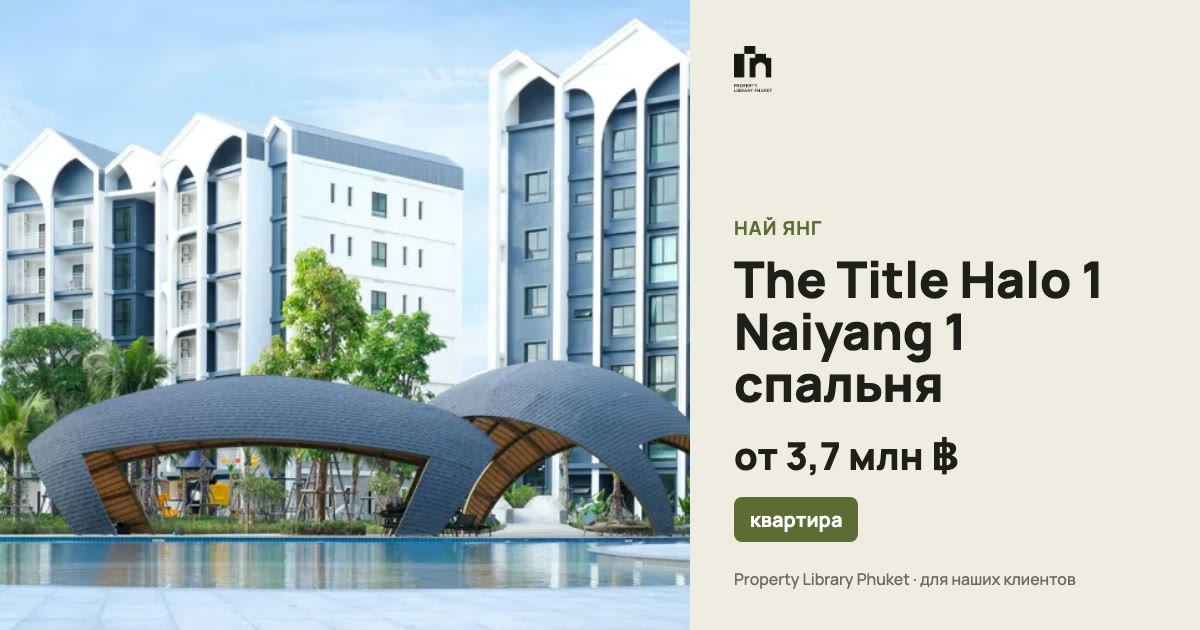 PROPERTY
LIBRARY PHUKET
НАЙ ЯНГ
The Title Halo 1
Naiyang 1
спальня
от 3,7 млн ฿
квартира
Property Library Phuket · для наших клиентов